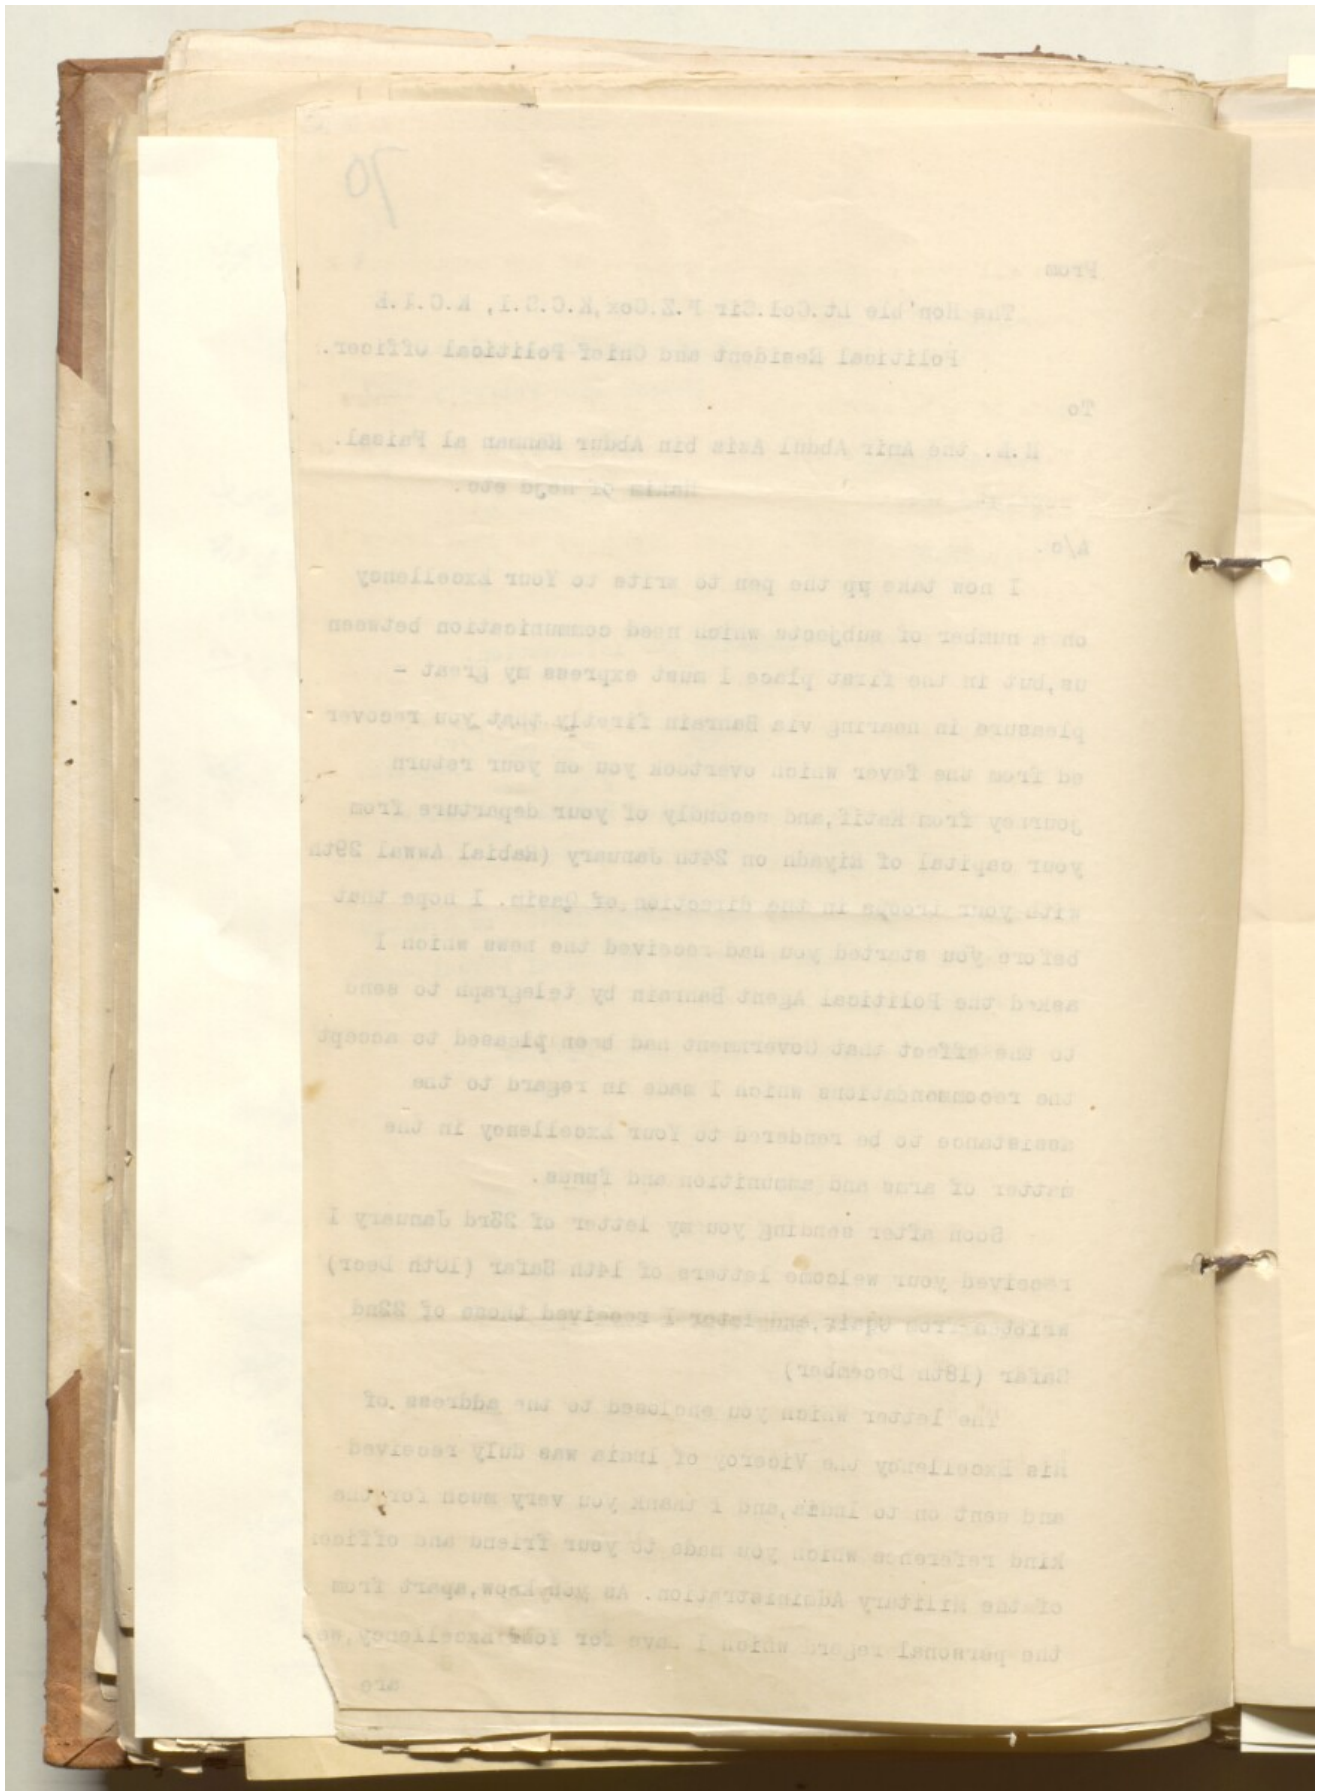 70
From
The Hon'ble Lt.Col.Sir P.Z.Cox,K.C.S.I, K.C.I.E
Political Resident and Chief Political Officer.
To
H.E. the Amir Abdul Aziz bin Abdur Rahman al Faisal.
Hakim of Nejd etc.
A/c.
I now take up the pen to write to Your Excellency
on a number of subjects which need communication between
us,but in the first place I must express my great -
pleasure in hearing via Bahrain firstly that you recover -
ed from the fever which overtook you on your return
journey from Katif,and secondly of your departure from
your capital of Riyadh on 24th January (Rabial Awwal 29th
with your troops in the direction of Qasim. I hope that
before you started you had received the news which I
asked the Political Agent Bahrain by telegraph to send
to the effect that Government had been pleased to accept
the recommendations which I made in regard to the
assistance to be rendered to Your Excellency in the
matter of arms and ammunition and funds.
Soon after sending you my letter of 23rd January I
received your welcome letters of 14th Safar (10th Decr)
written from Oqair,and later I received those of 22nd
Safar (18th December)
The letter which you enclosed to the address of
His Excellency the Viceroy of India was duly received
and sent on to India,and I thank you very much for the
kind reference which you made to your friend and officer
of the Military Administration. As you know,apart from
the personal regard which I have for Your Excellency,we
are